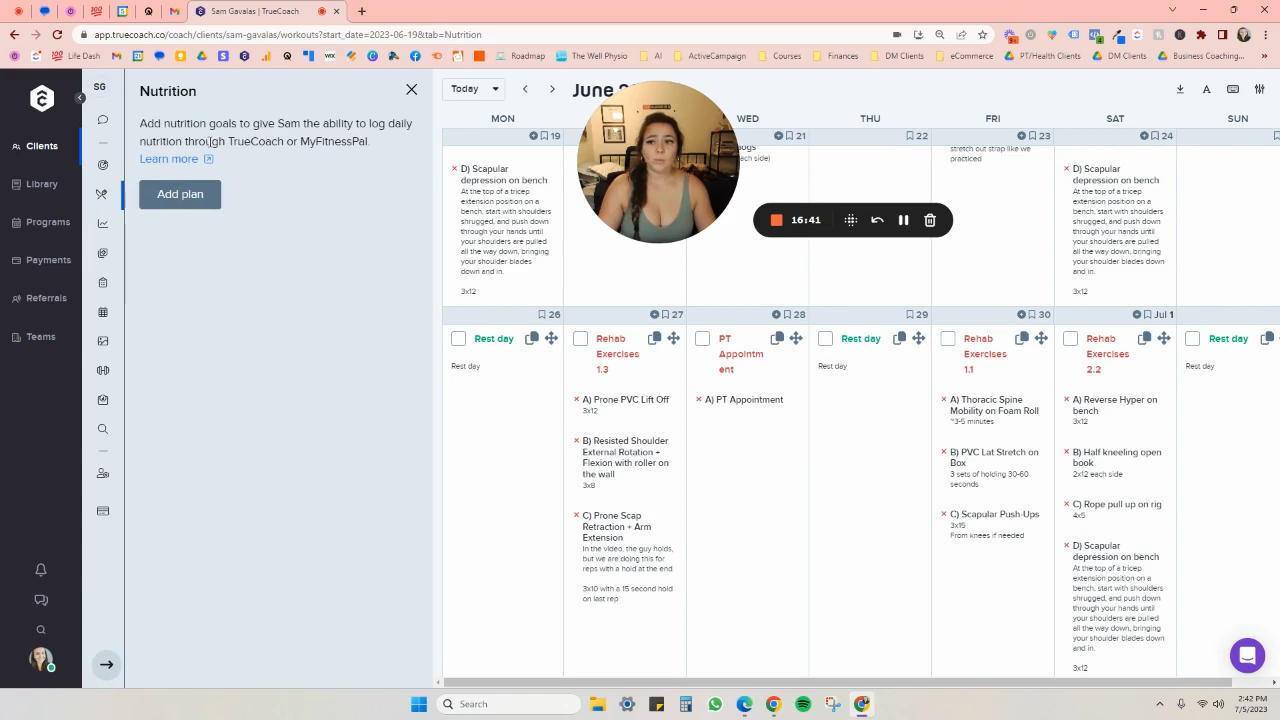 Sam Gavalas | TrueCoach
app.truecoach.co/coach/clients/sam-gavalas/workouts?start_date=2023-06-19&tab=Nutrition
Life Dash
Roadmap
The Well Physio
AI
ActiveCampaign
Courses
Finances
DM Clients
eCommerce
PT/Health Clients
DM Clients
Business Coaching...
SG
Nutrition
Add nutrition goals to give Sam the ability to log daily
nutrition through TrueCoach or MyFitnessPal.
Learn more
Add plan
Clients
Library
Programs
Payments
Referrals
Teams
Today
June
MON
WED
THU
FRI
SAT
SUN
19
21
22
23
24
D) Scapular
depression on bench
At the top of a tricep
extension position on a
bench, start with shoulders
shrugged, and push down
through your hands until
your shoulders are pulled
all the way down, bringing
your shoulder blades
down and in.
3x12
each side)
stretch out strap like we
practiced
D) Scapular
depression on bench
At the top of a tricep
extension position on a
bench, start with shoulders
shrugged, and push down
through your hands until
your shoulders are pulled
all the way down, bringing
your shoulder blades
down and in.
3x12
16:41
26
27
28
29
30
Jul 1
Rest day
Rest day
Rehab
Exercises
1.3
A) Prone PVC Lift Off
3x12
B) Resisted Shoulder
External Rotation +
Flexion with roller on
the wall
3x8
C) Prone Scap
Retraction + Arm
Extension
In the video, the guy holds,
but we are doing this for
reps with a hold at the end
3x10 with a 15 second hold
on last rep
PT
Appointm
ent
A) PT Appointment
Rest day
Rest day
Rehab
Exercises
1.1
A) Thoracic Spine
Mobility on Foam Roll
~3-5 minutes
B) PVC Lat Stretch on
Box
3 sets of holding 30-60
seconds
C) Scapular Push-Ups
3x15
From knees if needed
Rehab
Exercises
2.2
A) Reverse Hyper on
bench
3x12
B) Half kneeling open
book
2x12 each side
C) Rope pull up on rig
4x5
D) Scapular
depression on bench
At the top of a tricep
extension position on a
bench, start with shoulders
shrugged, and push down
through your hands until
your shoulders are pulled
all the way down, bringing
your shoulder blades
down and in.
3x12
Rest day
Rest day
Search
5:42 PM
7/5/2023